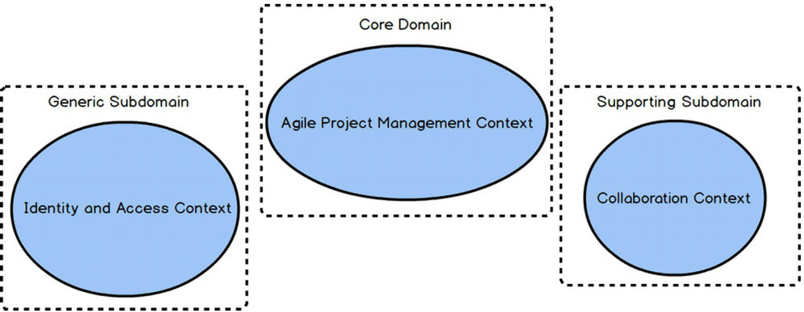 Core Domain
Agile Project Management Context
Generic Subdomain
Identity and Access Context
Supporting Subdomain
Collaboration Context